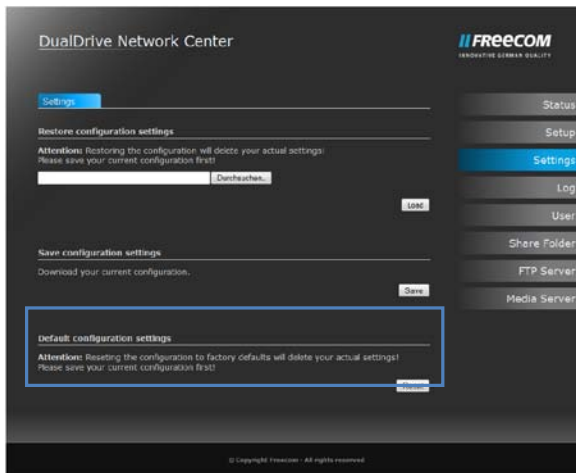 DualDrive Network Center
FREECOM
INNOVATIVE GERMAN QUALITY
Settings
Restore configuration settings
Attention: Restoring the configuration will delete your actual settings!
Please save your current configuration first!
Durchsuchen..
Load
Save configuration settings
Download your current configuration.
Save
Default configuration settings
Attention: Reseting the configuration to factory defaults will delete your actual settings!
Please save your current configuration first!
Reset
Status
Setup
Settings
Log
User
Share Folder
FTP Server
Media Server
© Copyright Freecom - All rights reserved